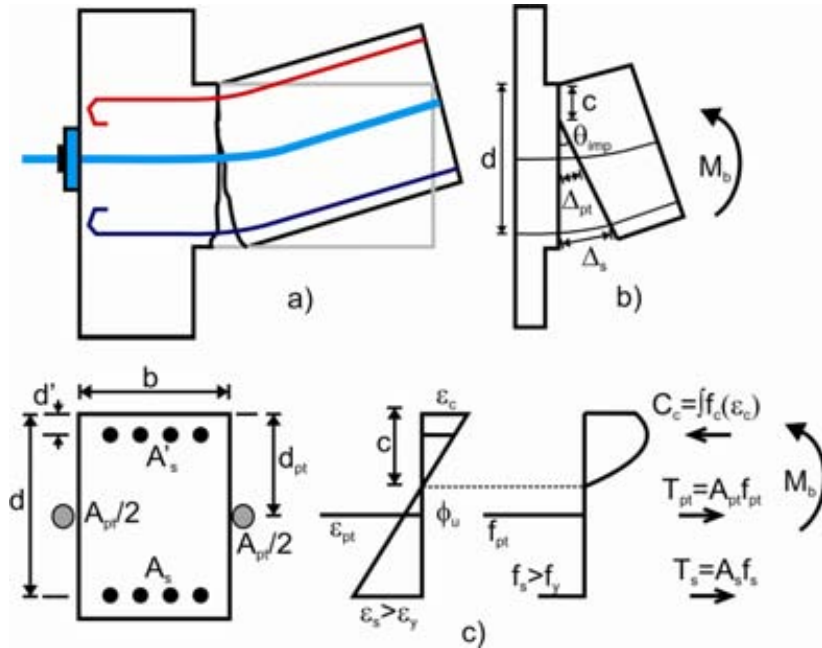 a)
d
c
θimp
Δpt
Δs
Mb
b)
b
d'
d
A's
Apt/2
Apt/2
As
dpt
c
εc
εpt
εs>εy
ϕu
fpt
fs>fy
Cc=∫fc(εc)
Tpt=Aptfpt
Ts=Asfs
Mb
c)